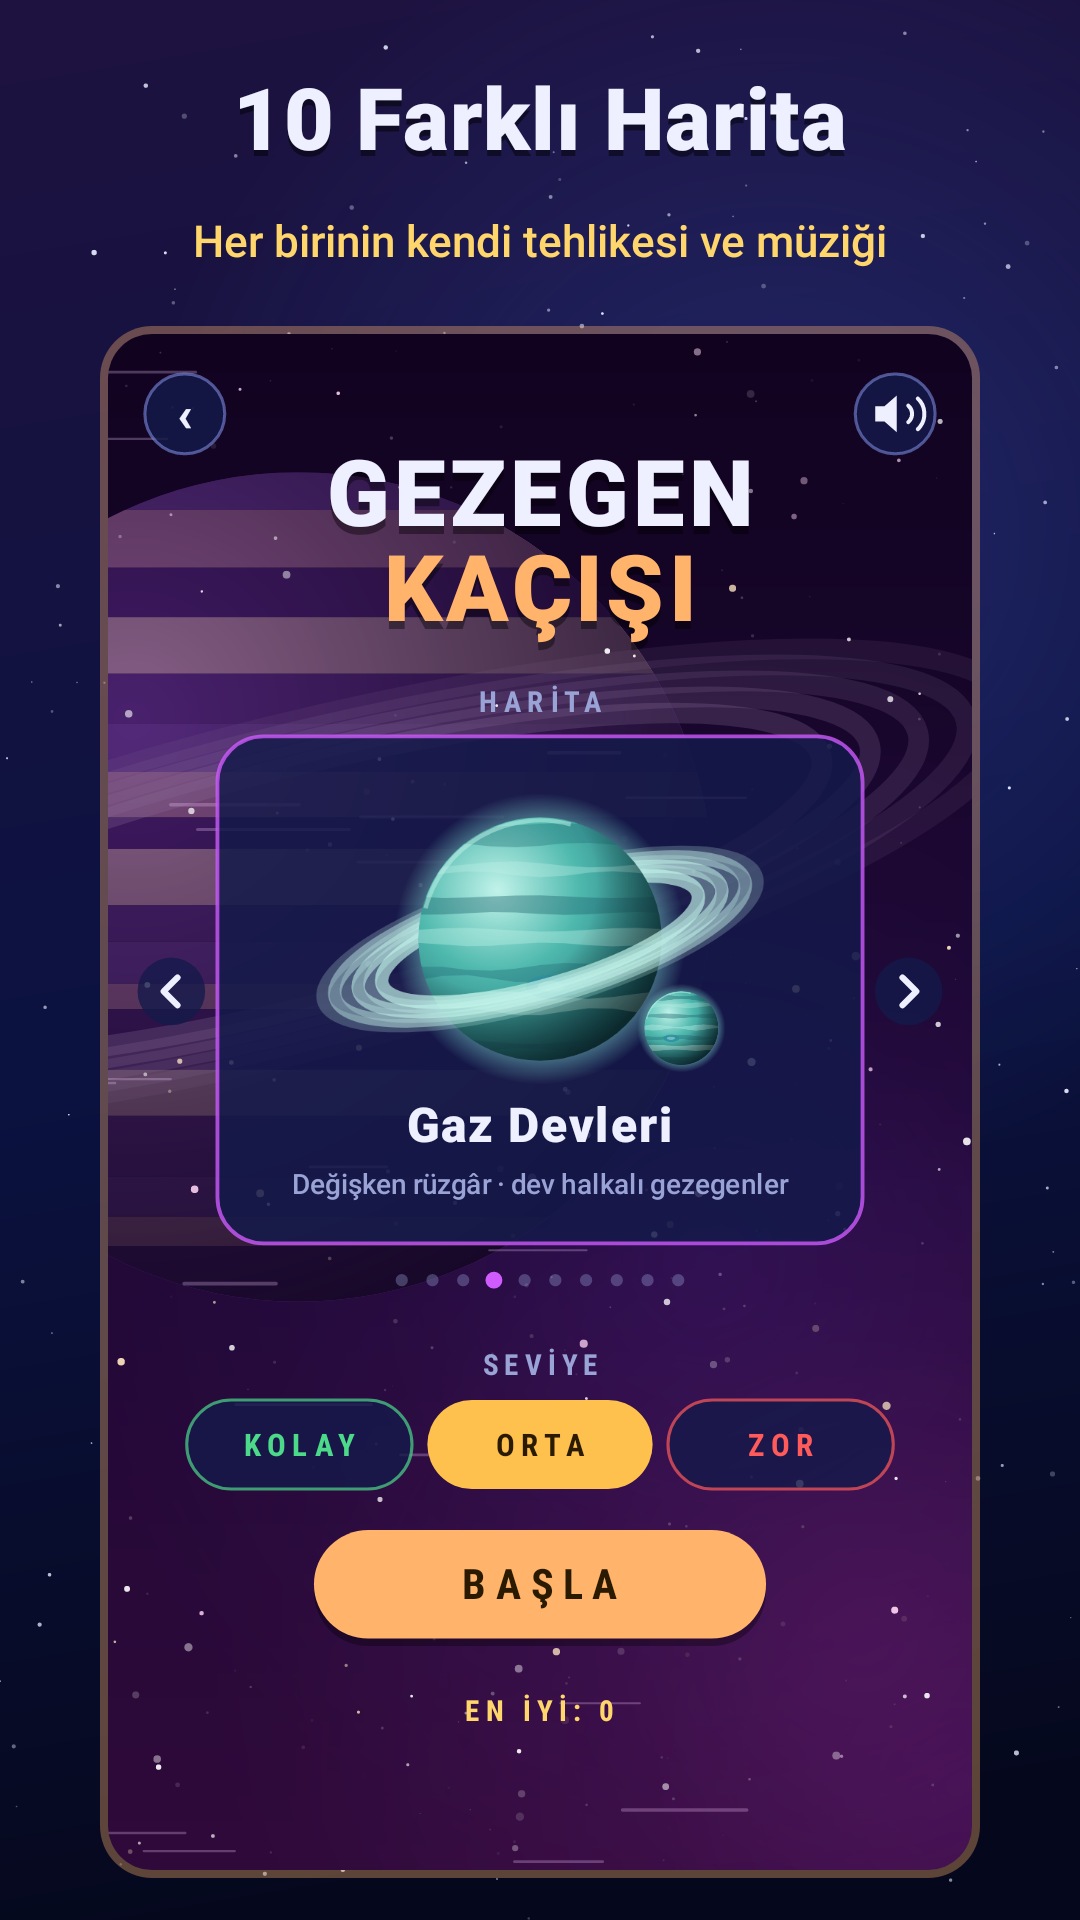 10 Farklı Harita
Her birinin kendi tehlikesi ve müziği
GEZEGEN
KAÇIŞI
HARİTA
Gaz Devleri
Değişken rüzgâr · dev halkalı gezegenler
SEVİYE
KOLAY ORTA ZOR
BAŞLA
EN İYİ: 0